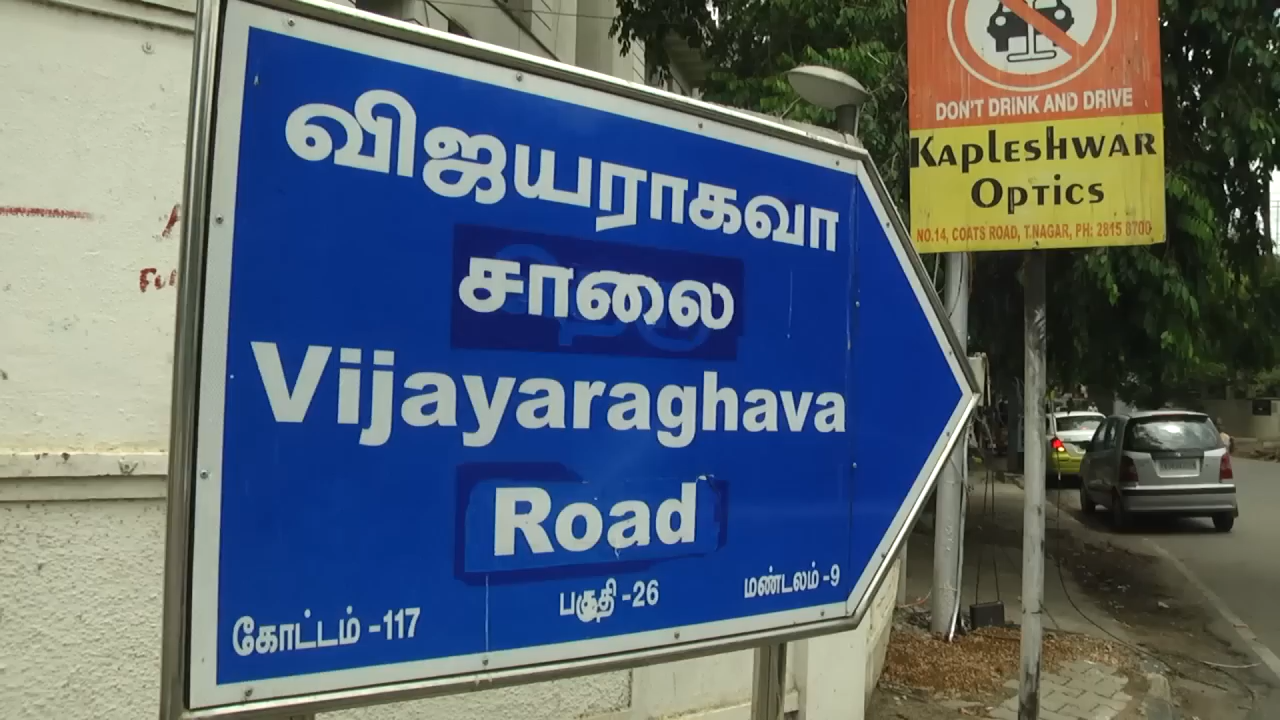 விஜயராகவா
சாலை
Vijayaraghava
Road
கோட்டம் -117
பகுதி -26
மண்டலம் -9
DON'T DRINK AND DRIVE
Kapleshwar
Optics
NO.14, COATS ROAD, T.NAGAR, PH: 2815 8700